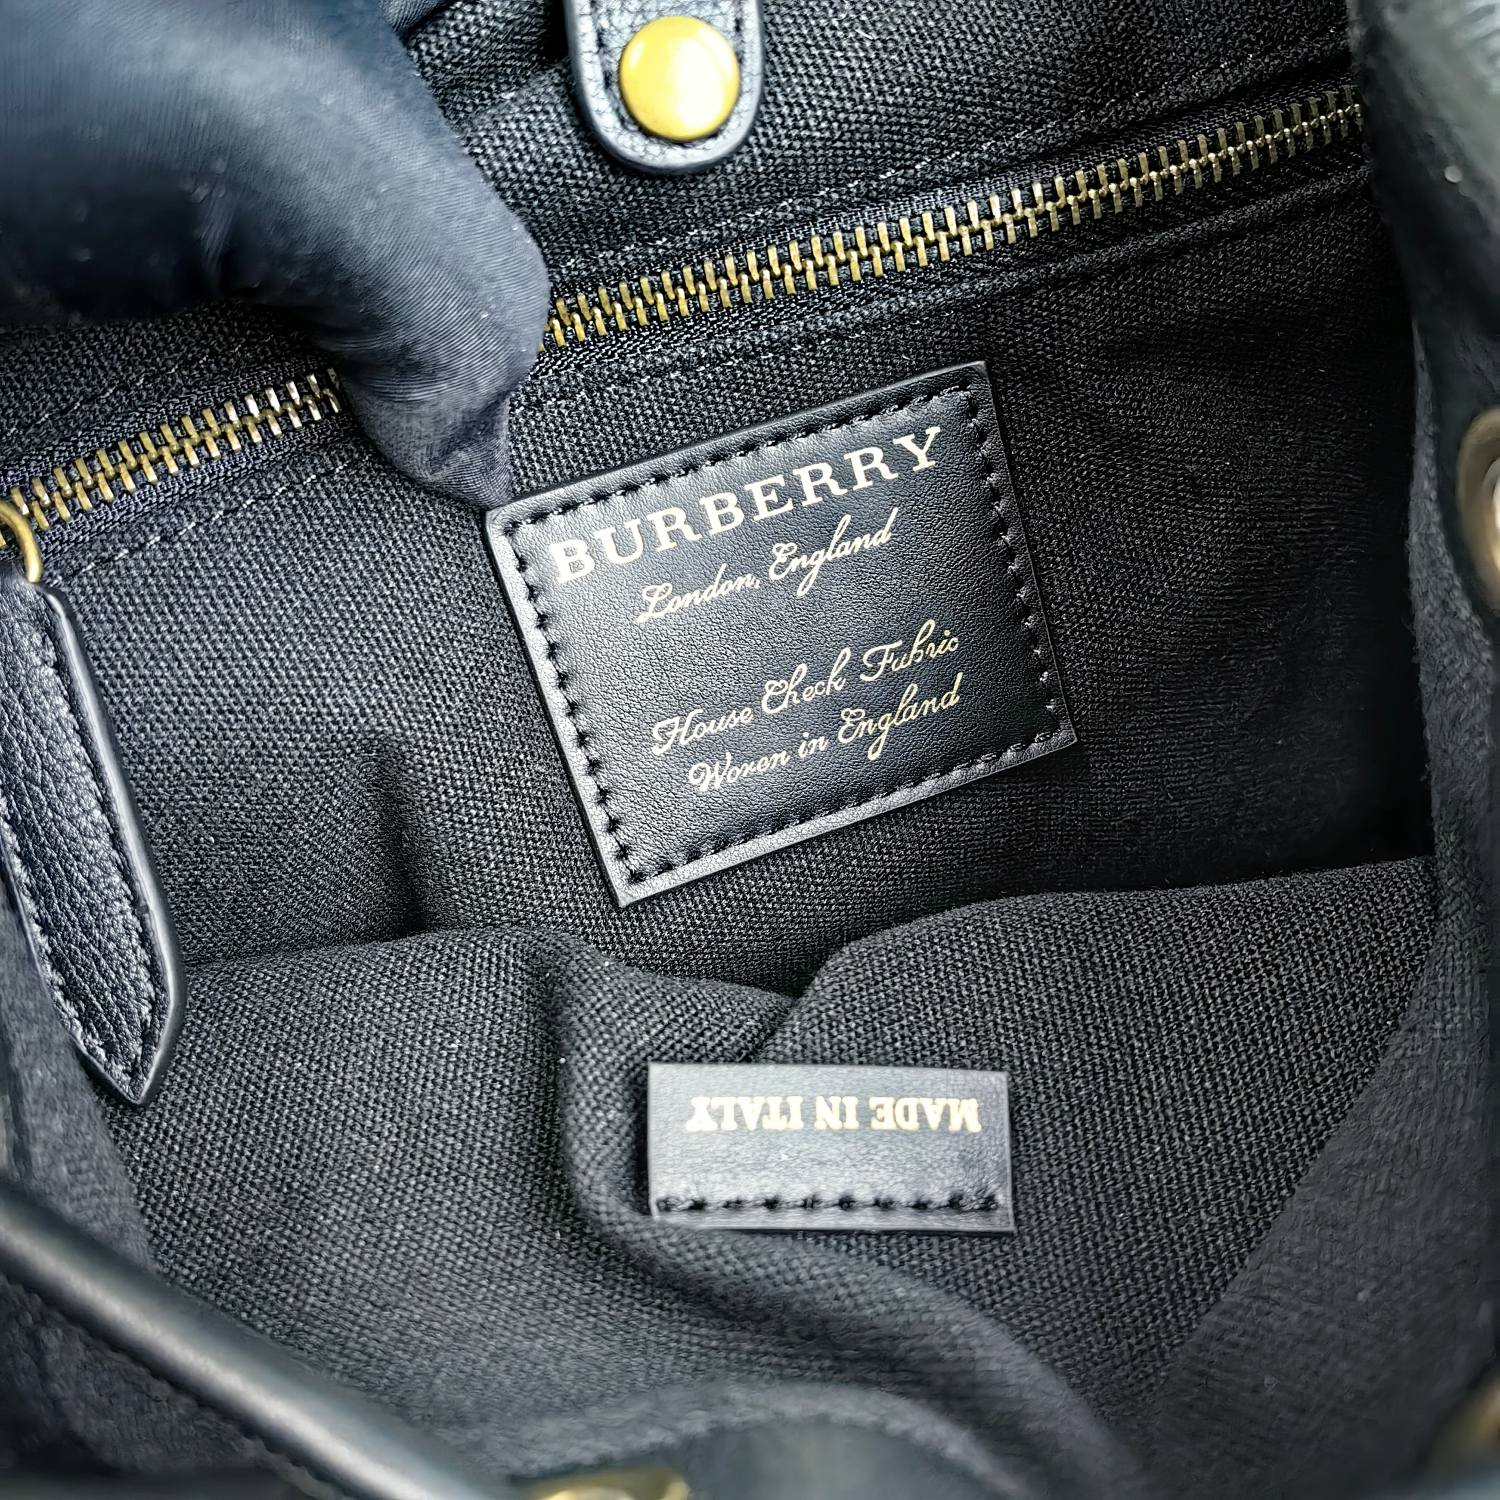 BURBERRY
London, England
House Check Fabric
Woven in England
MADE IN ITALY